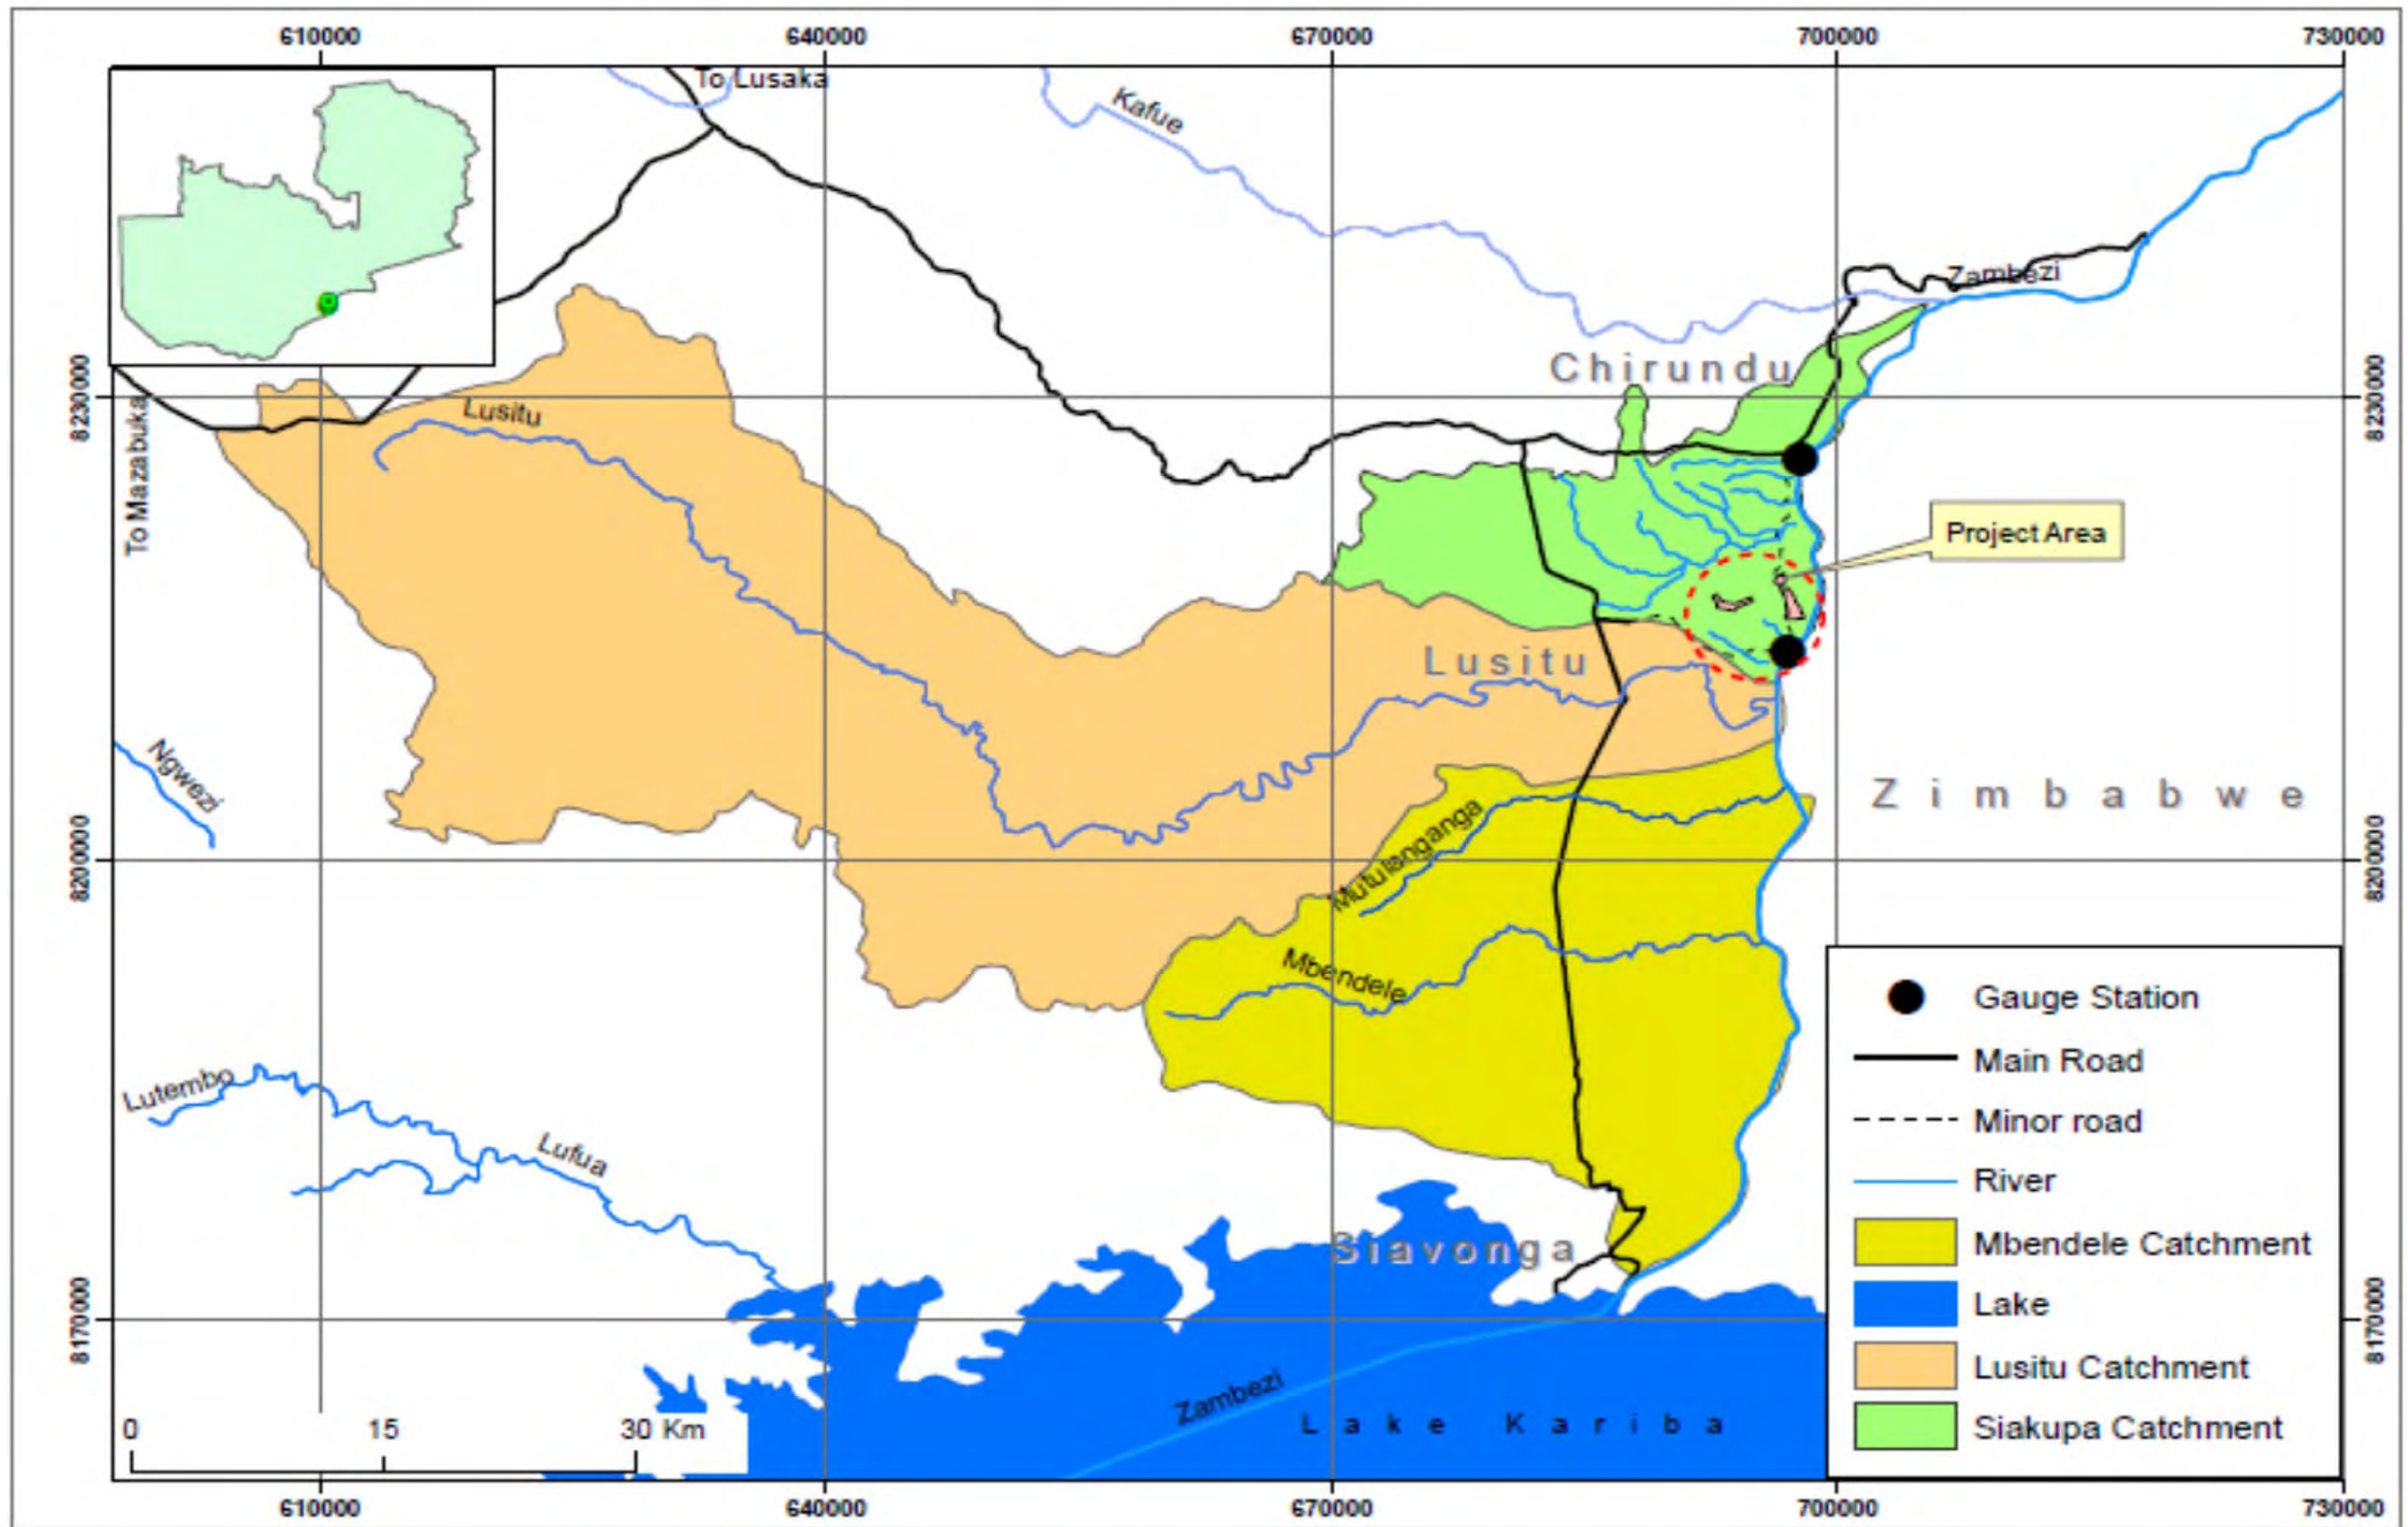 610000
640000
670000
700000
730000
To Lusaka
Kafue
Zambezi
Chirundu
8230000
8230000
To Mazabuka
Lusitu
Project Area
Lusitu
Ngwezi
Zimbabwe
Mutulanganga
8200000
8200000
Mbendele
Lutembo
Lufua
Siavonga
8170000
8170000
Zambezi
Lake Kariba
0 15 30 Km
Gauge Station
Main Road
Minor road
River
Mbendele Catchment
Lake
Lusitu Catchment
Siakupa Catchment
610000
640000
670000
700000
730000